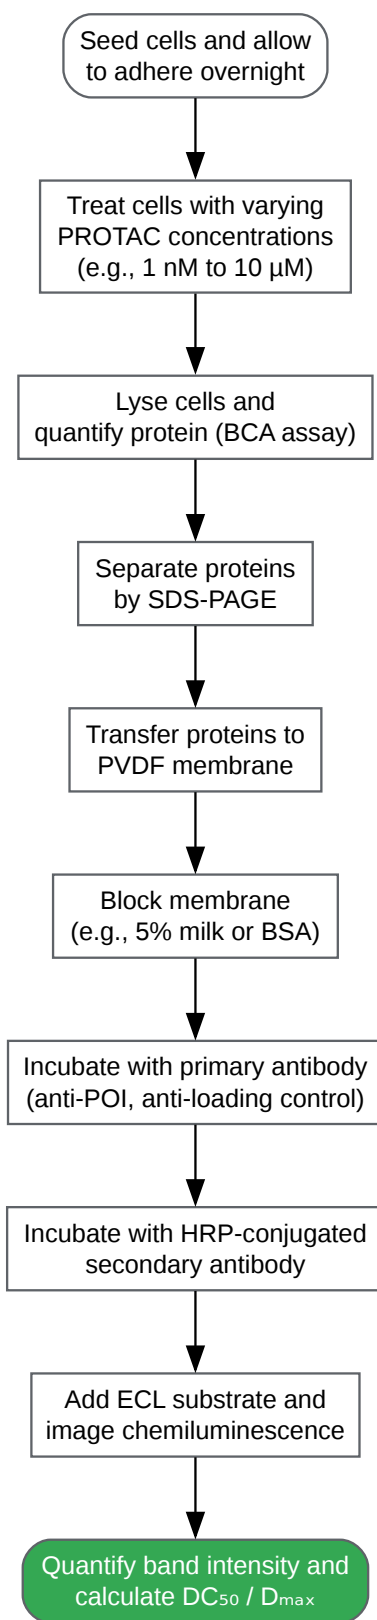 Seed cells and allow
to adhere overnight
Treat cells with varying
PROTAC concentrations
(e.g., 1 nM to 10 µM)
Lyse cells and
quantify protein (BCA assay)
Separate proteins
by SDS-PAGE
Transfer proteins to
PVDF membrane
Block membrane
(e.g., 5% milk or BSA)
Incubate with primary antibody
(anti-POI, anti-loading control)
Incubate with HRP-conjugated
secondary antibody
Add ECL substrate and
image chemiluminescence
Quantify band intensity and
calculate DC₅₀ / Dₘₐₓ